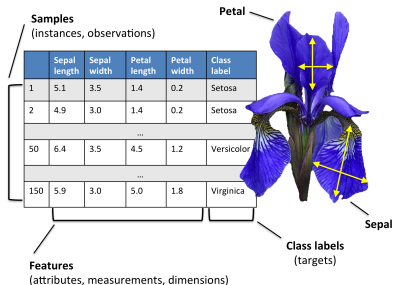 Samples
(instances, observations)
Petal
Sepal length Sepal width Petal length Petal width Class label
1 5.1 3.5 1.4 0.2 Setosa
2 4.9 3.0 1.4 0.2 Setosa
...
50 6.4 3.5 4.5 1.2 Versicolor
...
150 5.9 3.0 5.0 1.8 Virginica
Sepal
Class labels
(targets)
Features
(attributes, measurements, dimensions)